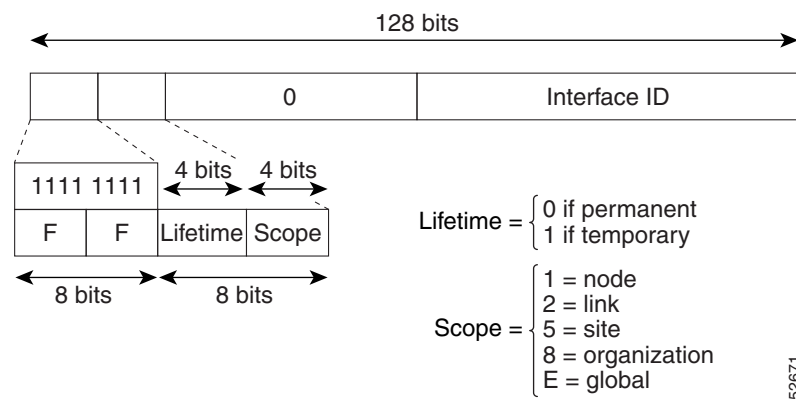 128 bits
0 Interface ID
4 bits 4 bits
1111 1111
F F Lifetime Scope
8 bits 8 bits
Lifetime = 0 if permanent
1 if temporary
Scope = 1 = node
2 = link
5 = site
8 = organization
E = global
52671